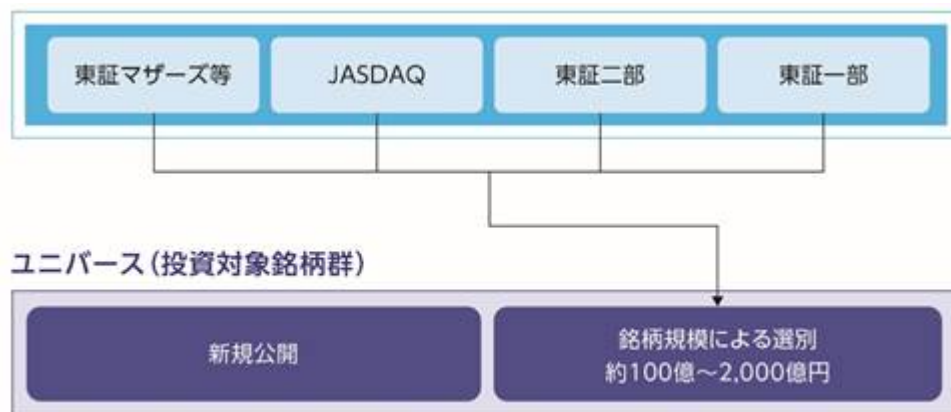 東証マザーズ等
JASDAQ
東証二部
東証一部
ユニバース（投資対象銘柄群）
新規公開
銘柄規模による選別
約100億～2,000億円